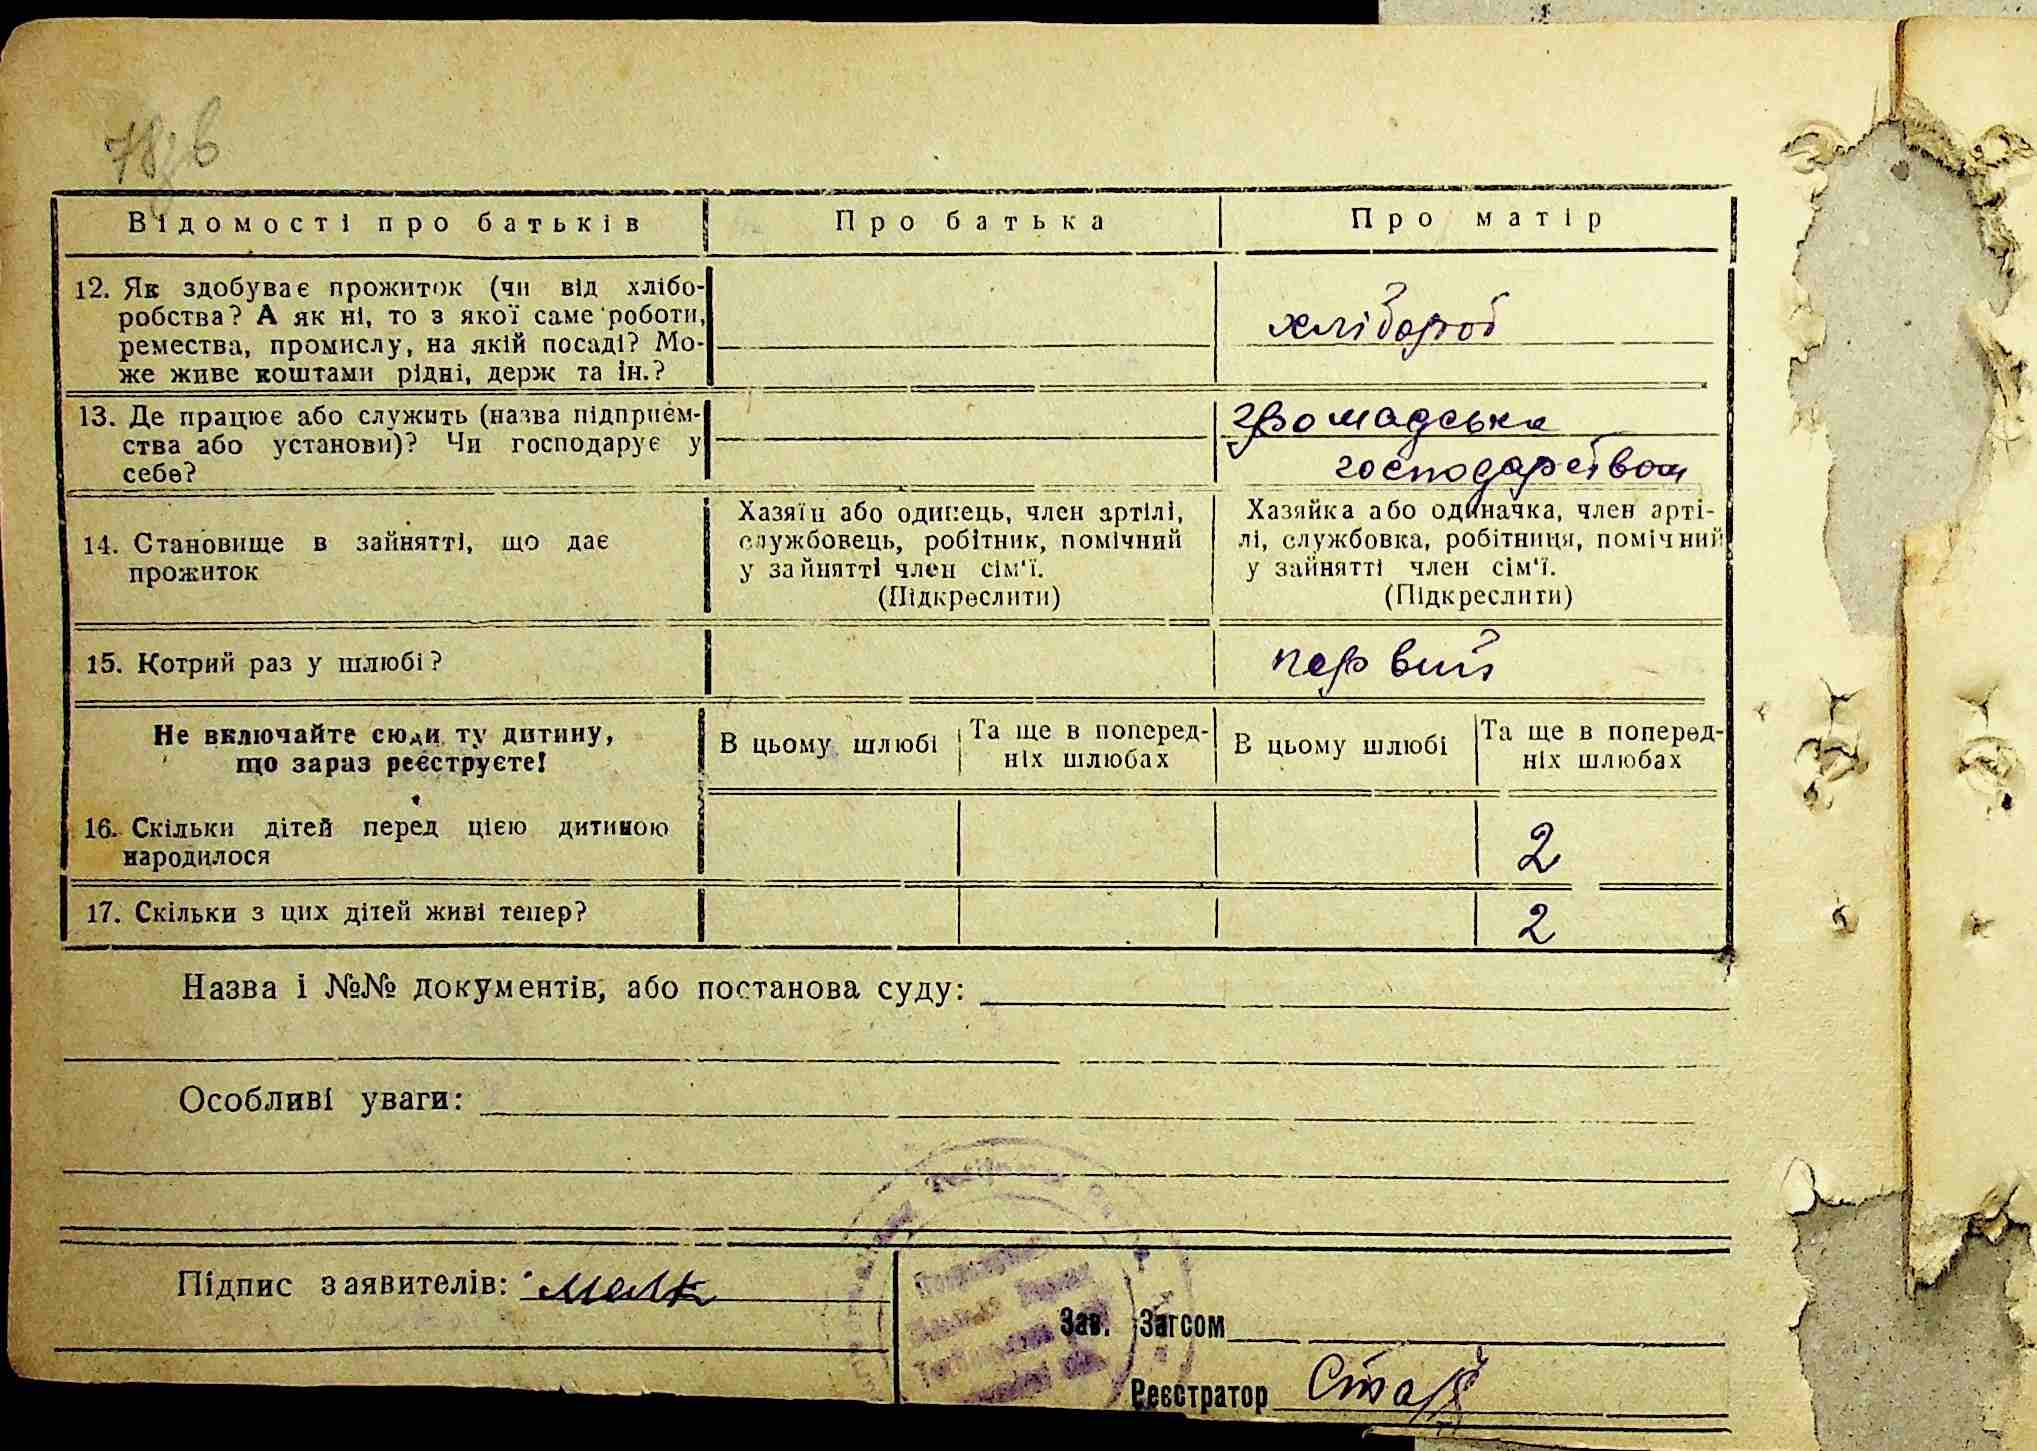 78зв
Відомості про батьків Про батька Про матір
12. Як здобуває прожиток (чи від хлібо-
робства? А як ні, то з якої саме роботи,
ремества, промислу, на якій посаді? Мо-
же живе коштами рідні, держ та ін.?
хлібороб
13. Де працює або служить (назва підприєм-
ства або установи)? Чи господарує у
себе?
громадська
господарством
14. Становище в зайнятті, що дає
прожиток
Хазяїн або одинець, член артілі,
службовець, робітник, помічний
у зайнятті член сім'ї.
(Підкреслити)
Хазяйка або одиначка, член арті-
лі, службовка, робітниця, помічний
у зайнятті член сім'ї.
(Підкреслити)
15. Котрий раз у шлюбі?
первий
Не включайте сюди ту дитину,
що зараз реєструєте!
В цьому шлюбі
Та ще в поперед-
ніх шлюбах
В цьому шлюбі
Та ще в поперед-
ніх шлюбах
16. Скільки дітей перед цією дитиною
народилося
2
17. Скільки з цих дітей живі тепер?
2
Назва і №№ документів, або постанова суду:
Особливі уваги:
Підпис заявителів:
Зав. Загсом
Реєстратор